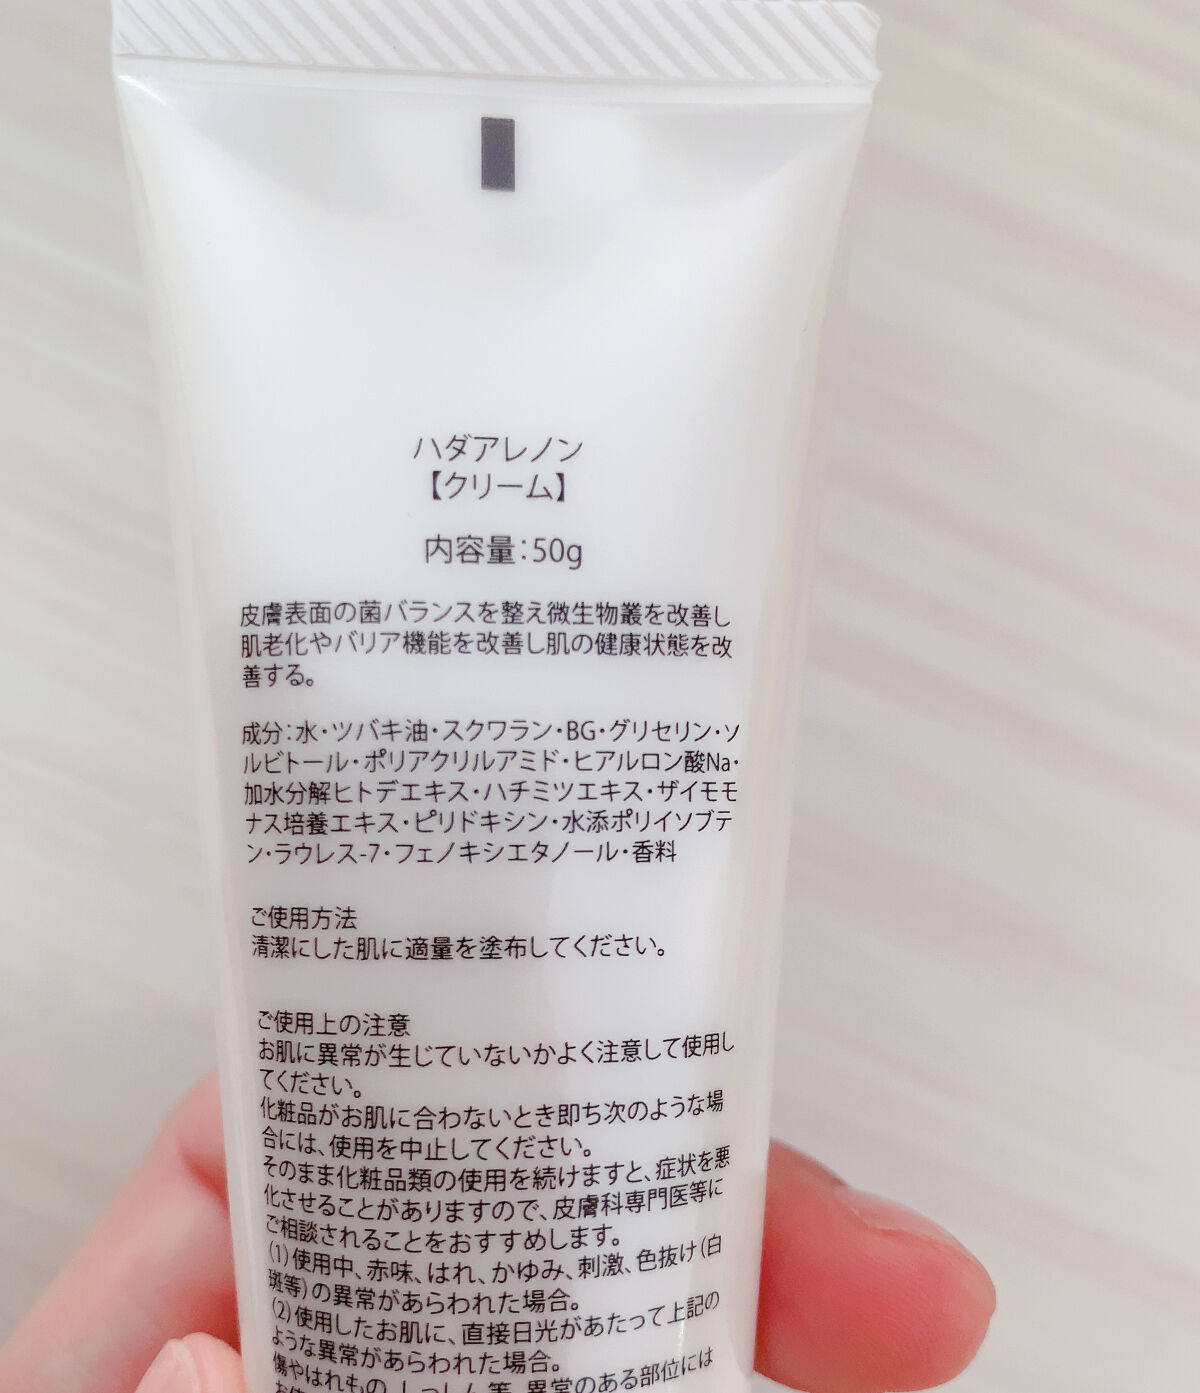 ハダアレノン
【クリーム】
内容量:50g
皮膚表面の菌バランスを整え微生物叢を改善し
肌老化やバリア機能を改善し肌の健康状態を改
善する。
成分:水・ツバキ油・スクワラン・BG・グリセリン・ソ
ルビトール・ポリアクリルアミド・ヒアルロン酸Na・
加水分解ヒトデエキス・ハチミツエキス・ザイモモ
ナス培養エキス・ピリドキシン・水添ポリイソブテ
ン・ラウレス-7・フェノキシエタノール・香料
ご使用方法
清潔にした肌に適量を塗布してください。
ご使用上の注意
お肌に異常が生じていないかよく注意して使用し
てください。
化粧品がお肌に合わないとき即ち次のような場
合には、使用を中止してください。
そのまま化粧品類の使用を続けますと、症状を悪
化させることがありますので、皮膚科専門医等に
ご相談されることをおすすめします。
(1)使用中、赤味、はれ、かゆみ、刺激、色抜け(白
斑等)の異常があらわれた場合。
(2)使用したお肌に、直接日光があたって上記の
ような異常があらわれた場合。
傷やはれもの、しっしん等、異常のある部位には